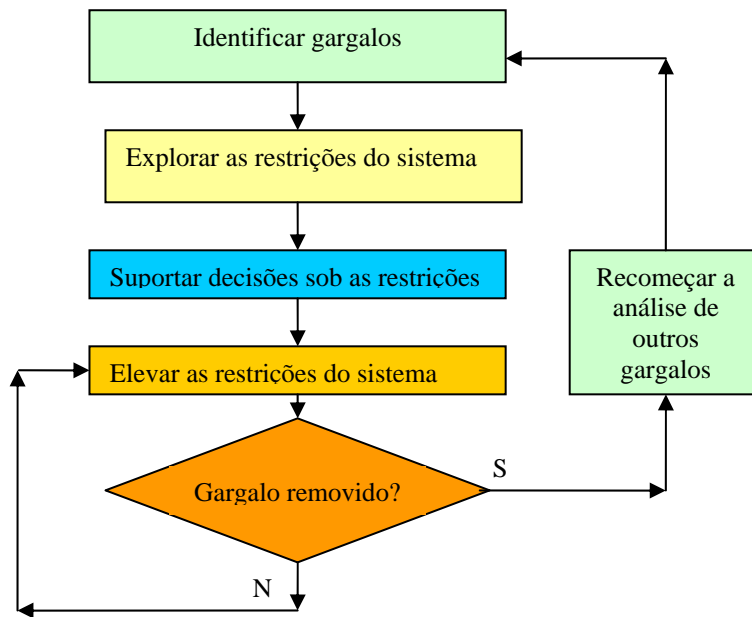 Identificar gargalos
Explorar as restrições do sistema
Suportar decisões sob as restrições
Elevar as restrições do sistema
Gargalo removido?
S
N
Recomeçar a
análise de
outros
gargalos